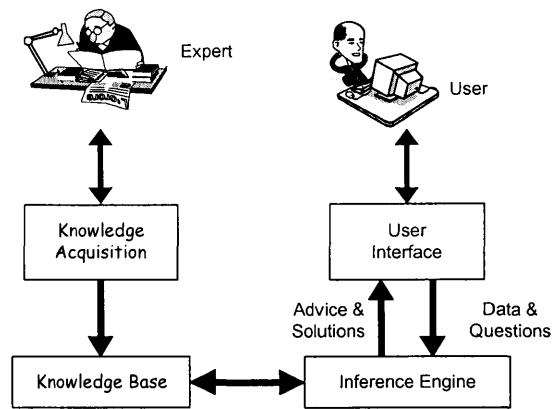 Expert
User
Knowledge
Acquisition
User
Interface
Advice &
Solutions
Data &
Questions
Knowledge Base
Inference Engine